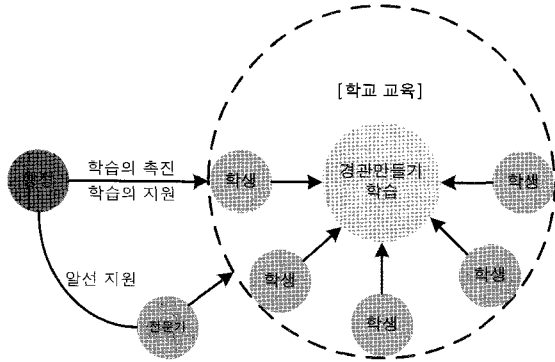 [학교 교육]
학습의 촉진
학습의 지원
행정
학생
경관만들기
학습
학생
학생
학생
학생
알선 지원
전문가